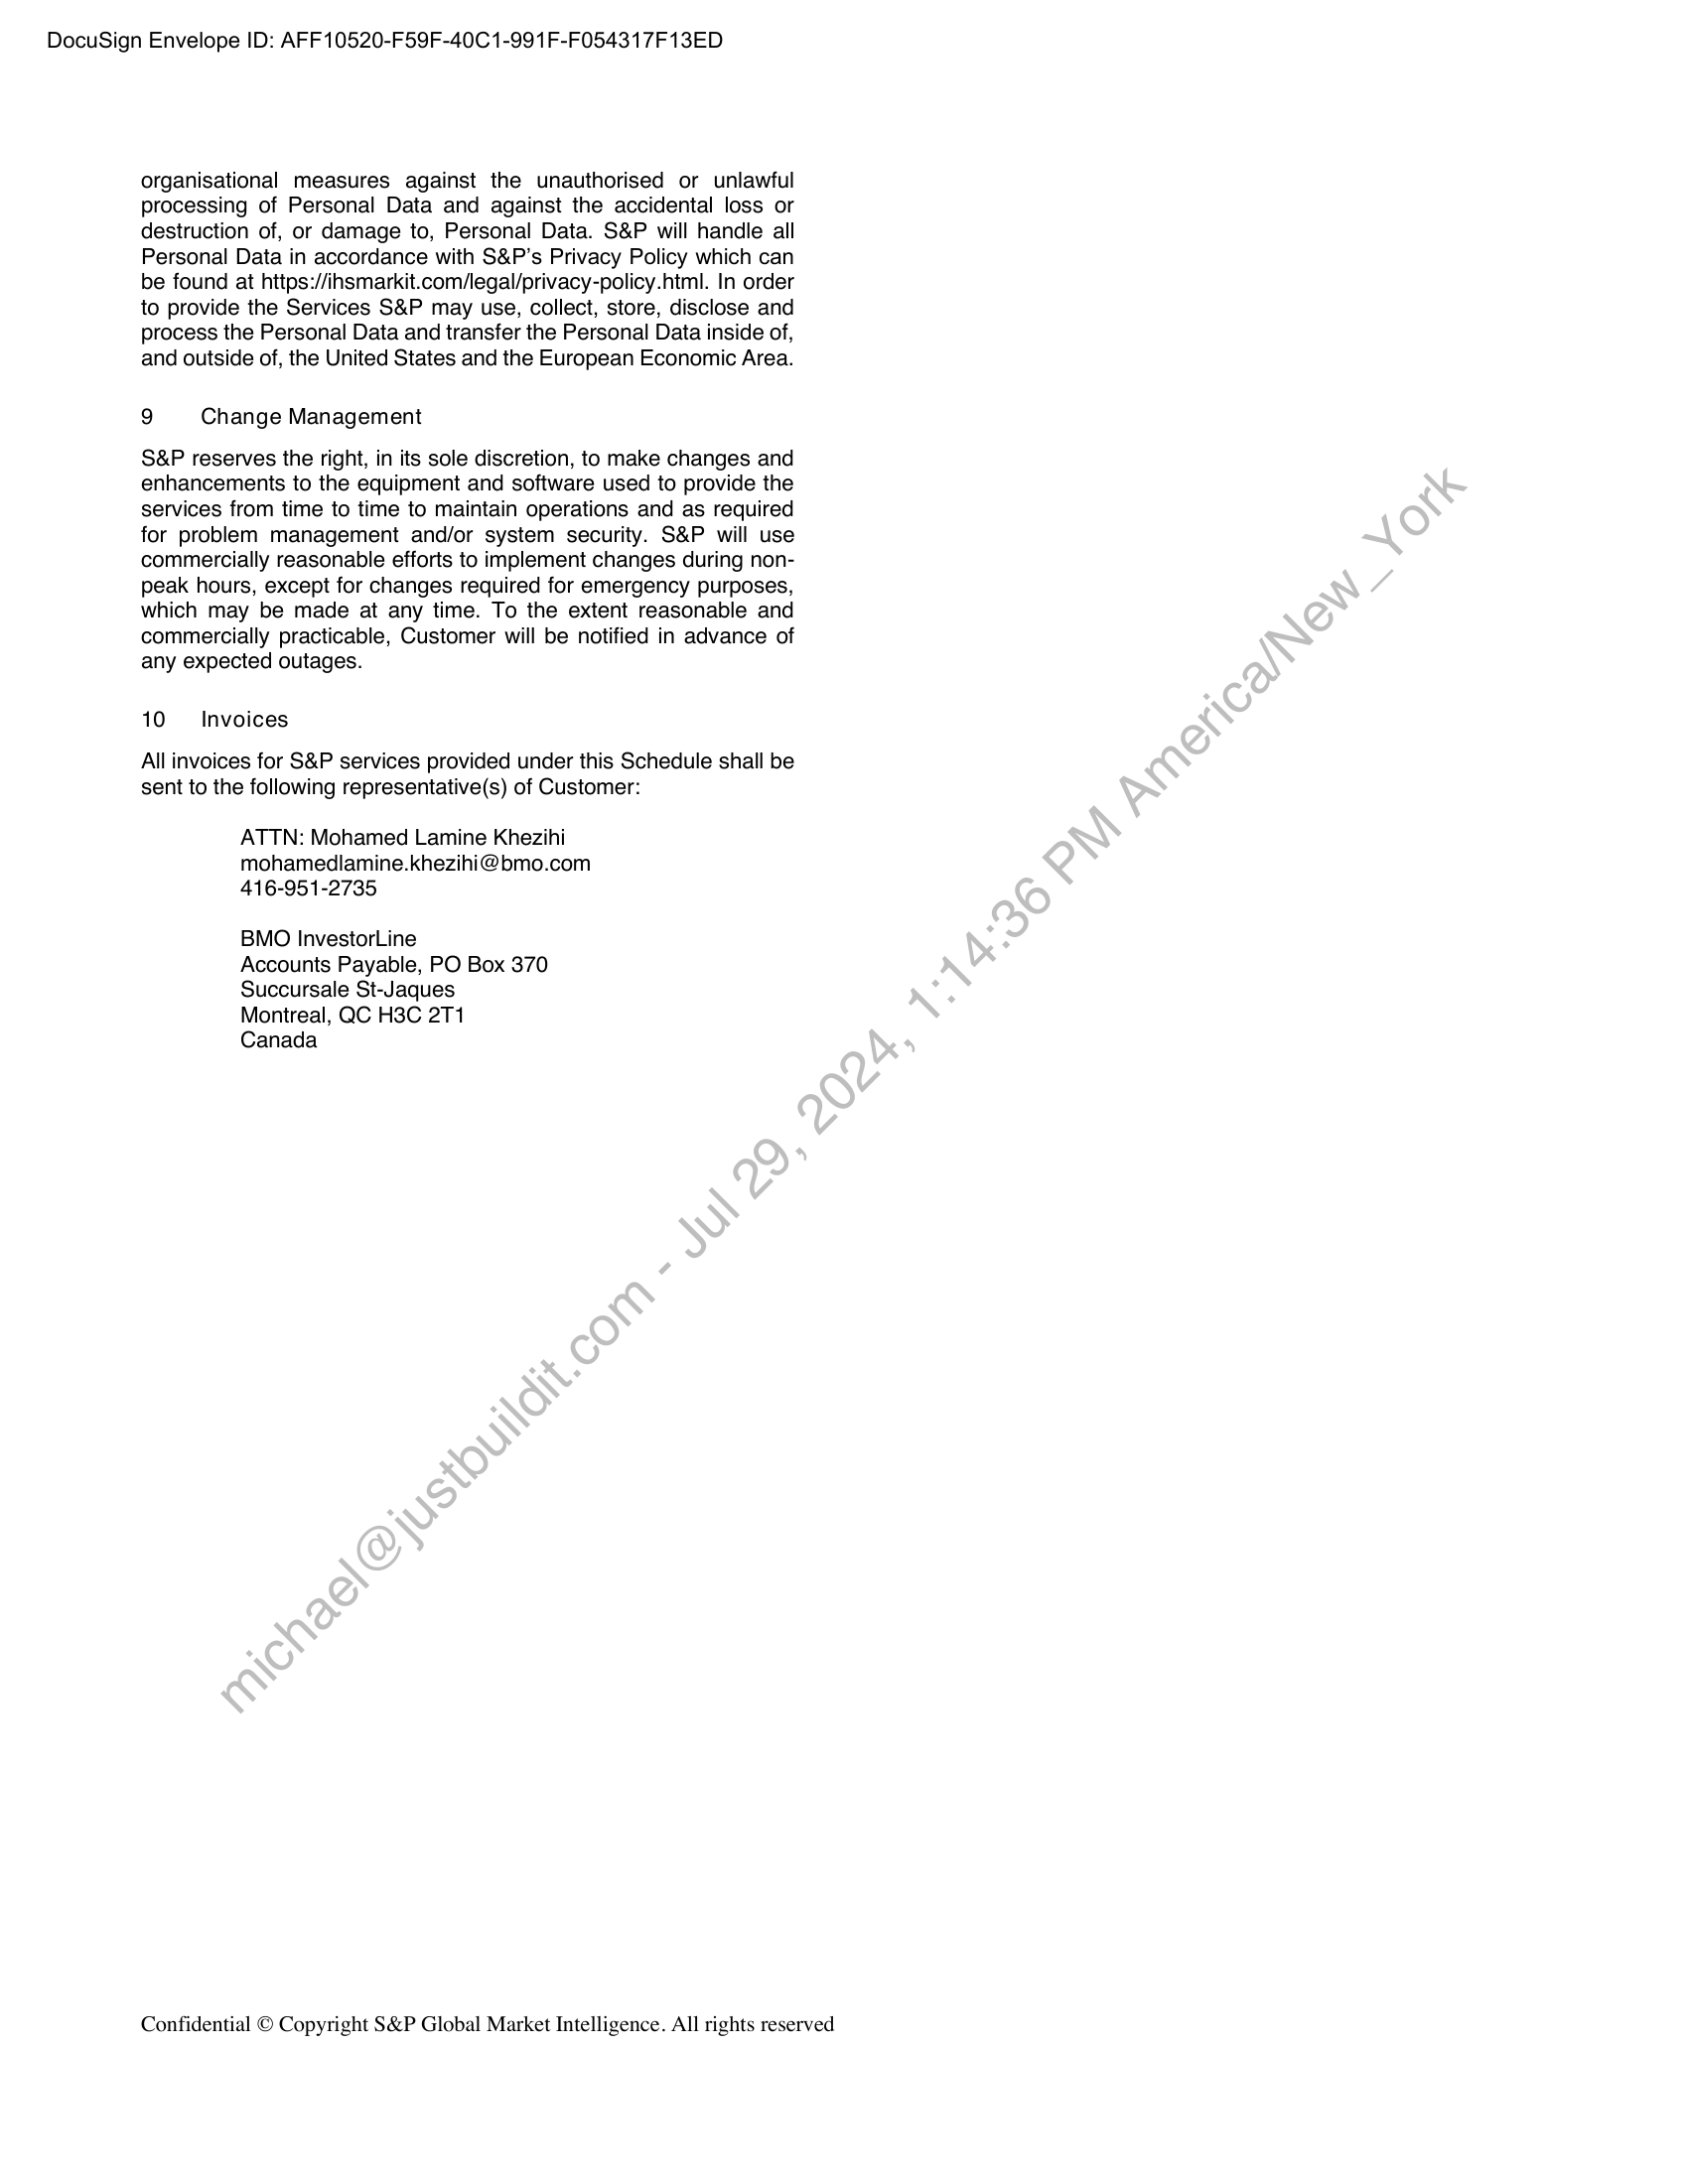 DocuSign Envelope ID: AFF10520-F59F-40C1-991F-F054317F13ED
organisational measures against the unauthorised or unlawful
processing of Personal Data and against the accidental loss or
destruction of, or damage to, Personal Data. S&P will handle all
Personal Data in accordance with S&P's Privacy Policy which can
be found at https://ihsmarkit.com/legal/privacy-policy.html. In order
to provide the Services S&P may use, collect, store, disclose and
process the Personal Data and transfer the Personal Data inside of,
and outside of, the United States and the European Economic Area.
9 Change Management
S&P reserves the right, in its sole discretion, to make changes and
enhancements to the equipment and software used to provide the
services from time to time to maintain operations and as required
for problem management and/or system security. S&P will use
commercially reasonable efforts to implement changes during non-
peak hours, except for changes required for emergency purposes,
which may be made at any time. To the extent reasonable and
commercially practicable, Customer will be notified in advance of
any expected outages.
10 Invoices
All invoices for S&P services provided under this Schedule shall be
sent to the following representative(s) of Customer:
ATTN: Mohamed Lamine Khezihi
mohamedlamine.khezihi@bmo.com
416-951-2735
BMO InvestorLine
Accounts Payable, PO Box 370
Succursale St-Jaques
Montreal, QC H3C 2T1
Canada
michael@justbuildit.com - Jul 29, 2024, 1:14:36 PM America/New_York
Confidential © Copyright S&P Global Market Intelligence. All rights reserved